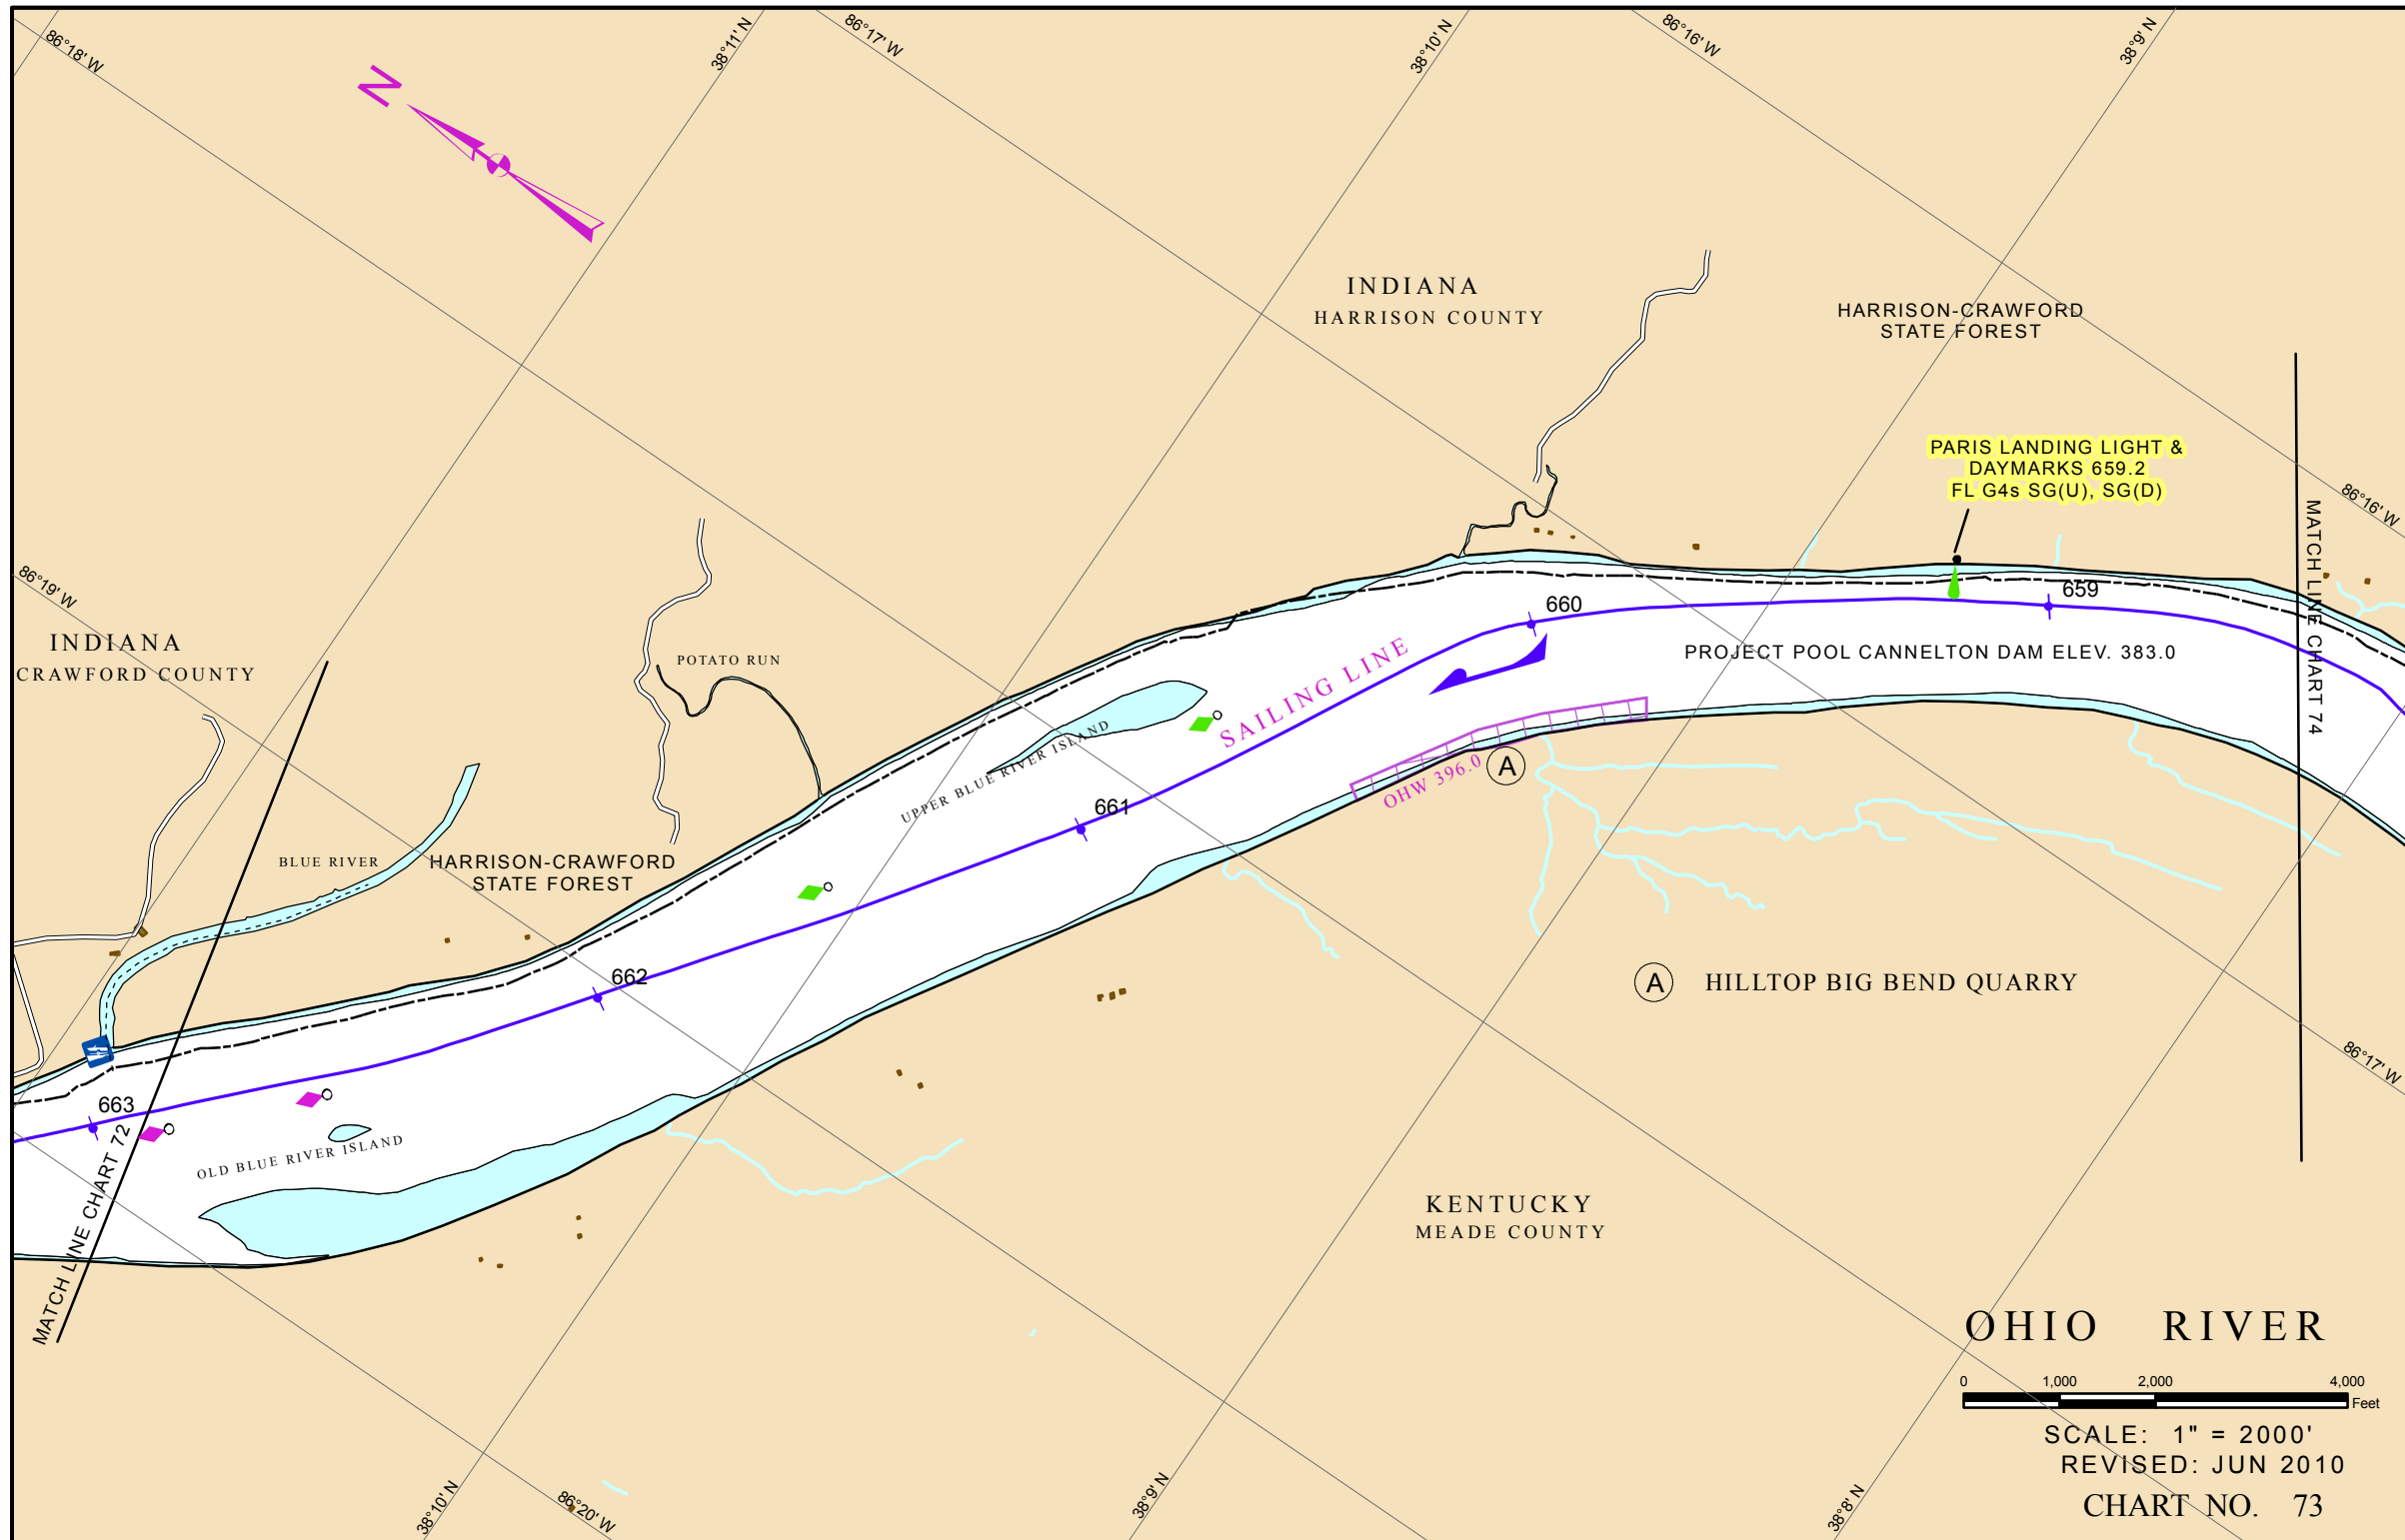 86°18' W
38°11' N
86°17' W
38°10' N
86°16' W
38°9' N
N
INDIANA
HARRISON COUNTY
HARRISON-CRAWFORD
STATE FOREST
PARIS LANDING LIGHT &
DAYMARKS 659.2
FL G4s SG(U), SG(D)
86°16' W
MATCH LINE CHART 74
86°19' W
INDIANA
CRAWFORD COUNTY
POTATO RUN
660
659
SAILING LINE
PROJECT POOL CANNELTON DAM ELEV. 383.0
UPPER BLUE RIVER ISLAND
OHW 396.0
A
661
BLUE RIVER
HARRISON-CRAWFORD
STATE FOREST
662
A
HILLTOP BIG BEND QUARRY
86°17' W
663
OLD BLUE RIVER ISLAND
MATCH LINE CHART 72
KENTUCKY
MEADE COUNTY
OHIO RIVER
0 1,000 2,000 4,000
Feet
SCALE: 1" = 2000'
REVISED: JUN 2010
CHART NO. 73
38°10' N
86°20' W
38°9' N
38°8' N